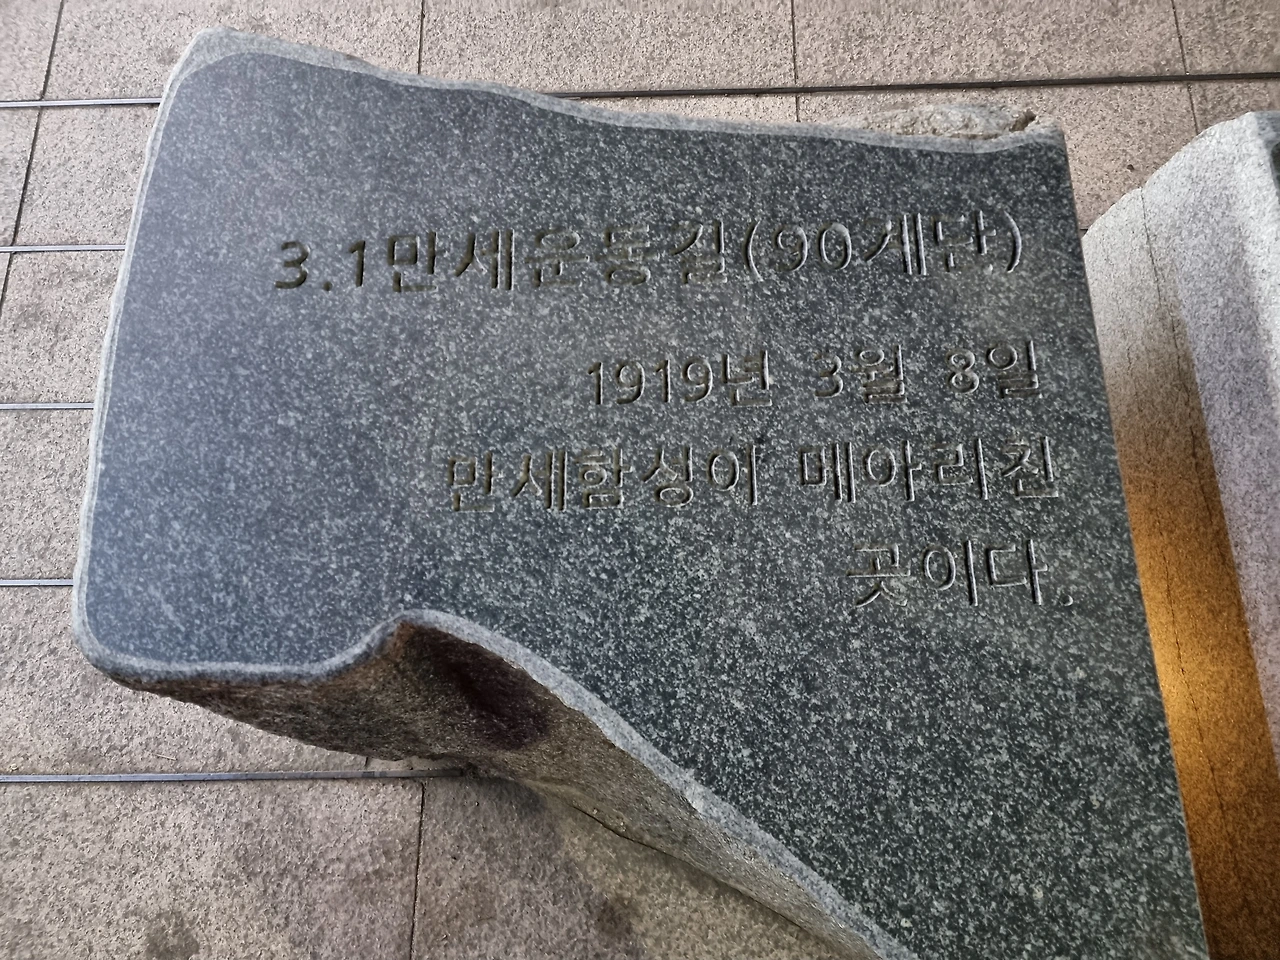 3.1만세운동길(90계단)
1919년 3월 8일
만세함성이 메아리친
곳이다.